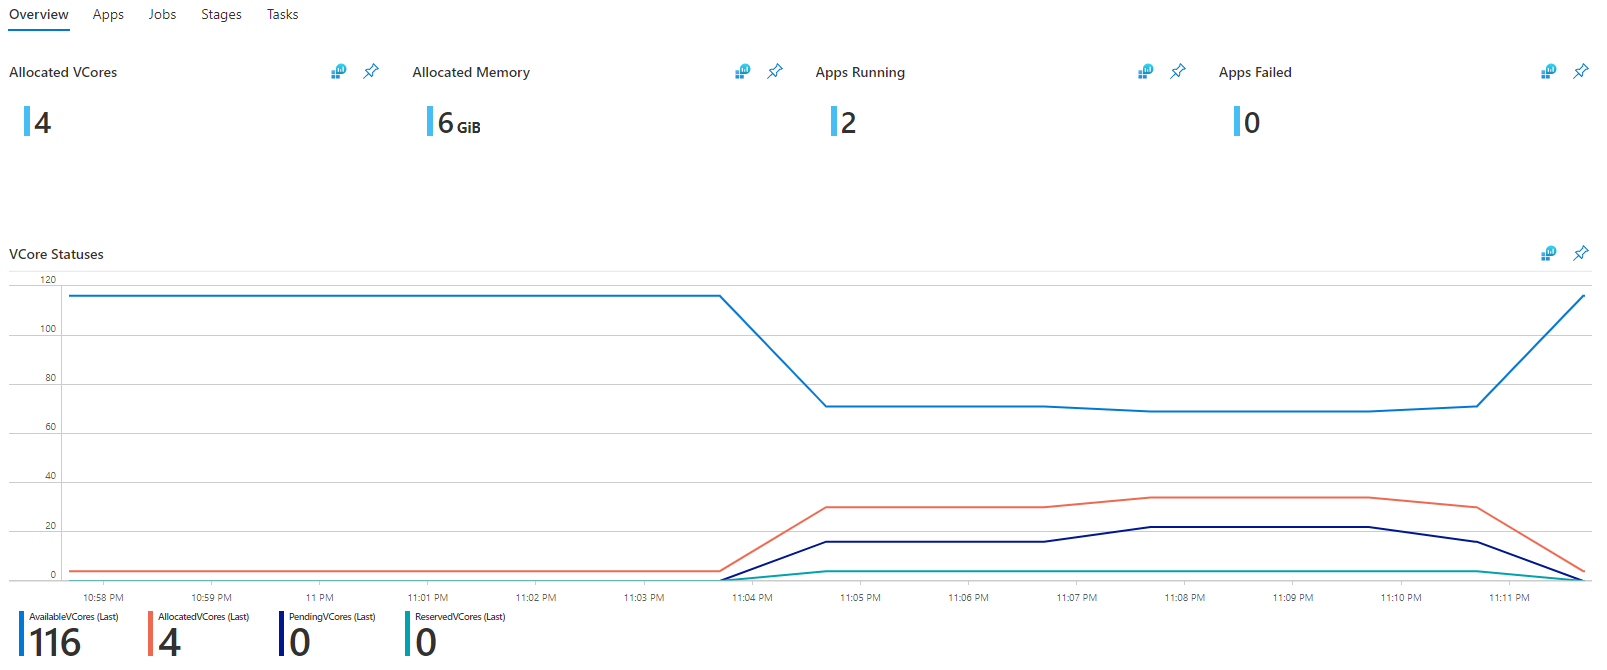 Overview Apps Jobs Stages Tasks
Allocated VCores Allocated Memory Apps Running Apps Failed
4 6 GiB 2 0
VCore Statuses
120
100
80
60
40
20
0
10:58 PM 10:59 PM 11 PM 11:01 PM 11:02 PM 11:03 PM 11:04 PM 11:05 PM 11:06 PM 11:07 PM 11:08 PM 11:09 PM 11:10 PM 11:11 PM
AvailableVCores (Last) AllocatedVCores (Last) PendingVCores (Last) ReservedVCores (Last)
116 4 0 0